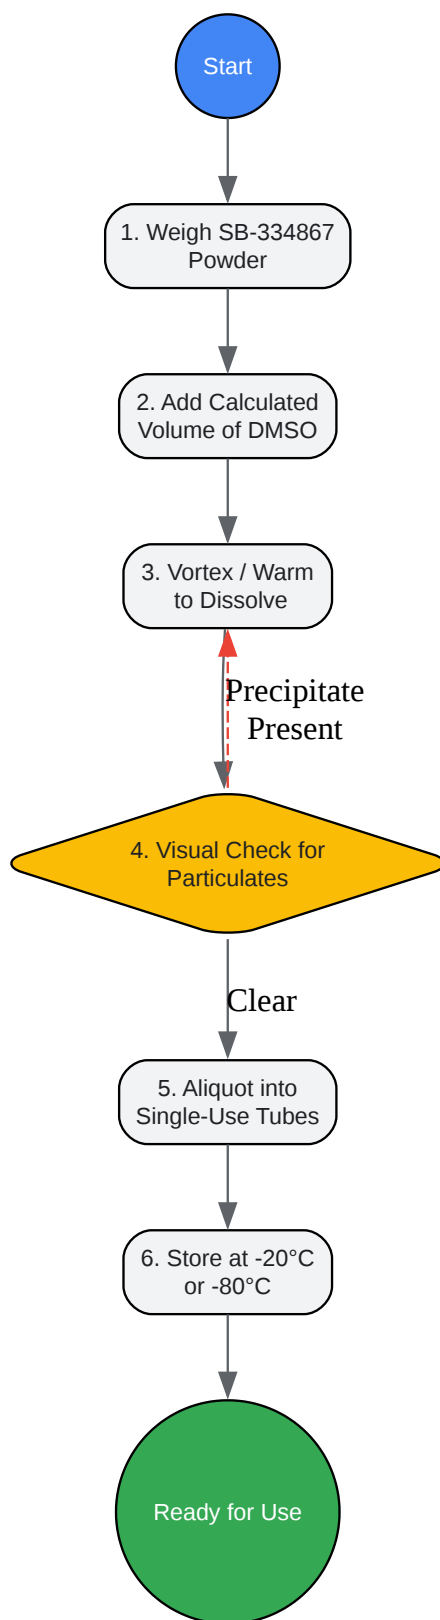 Start
1. Weigh SB-334867
Powder
2. Add Calculated
Volume of DMSO
3. Vortex / Warm
to Dissolve
Precipitate
Present
4. Visual Check for
Particulates
Clear
5. Aliquot into
Single-Use Tubes
6. Store at -20°C
or -80°C
Ready for Use